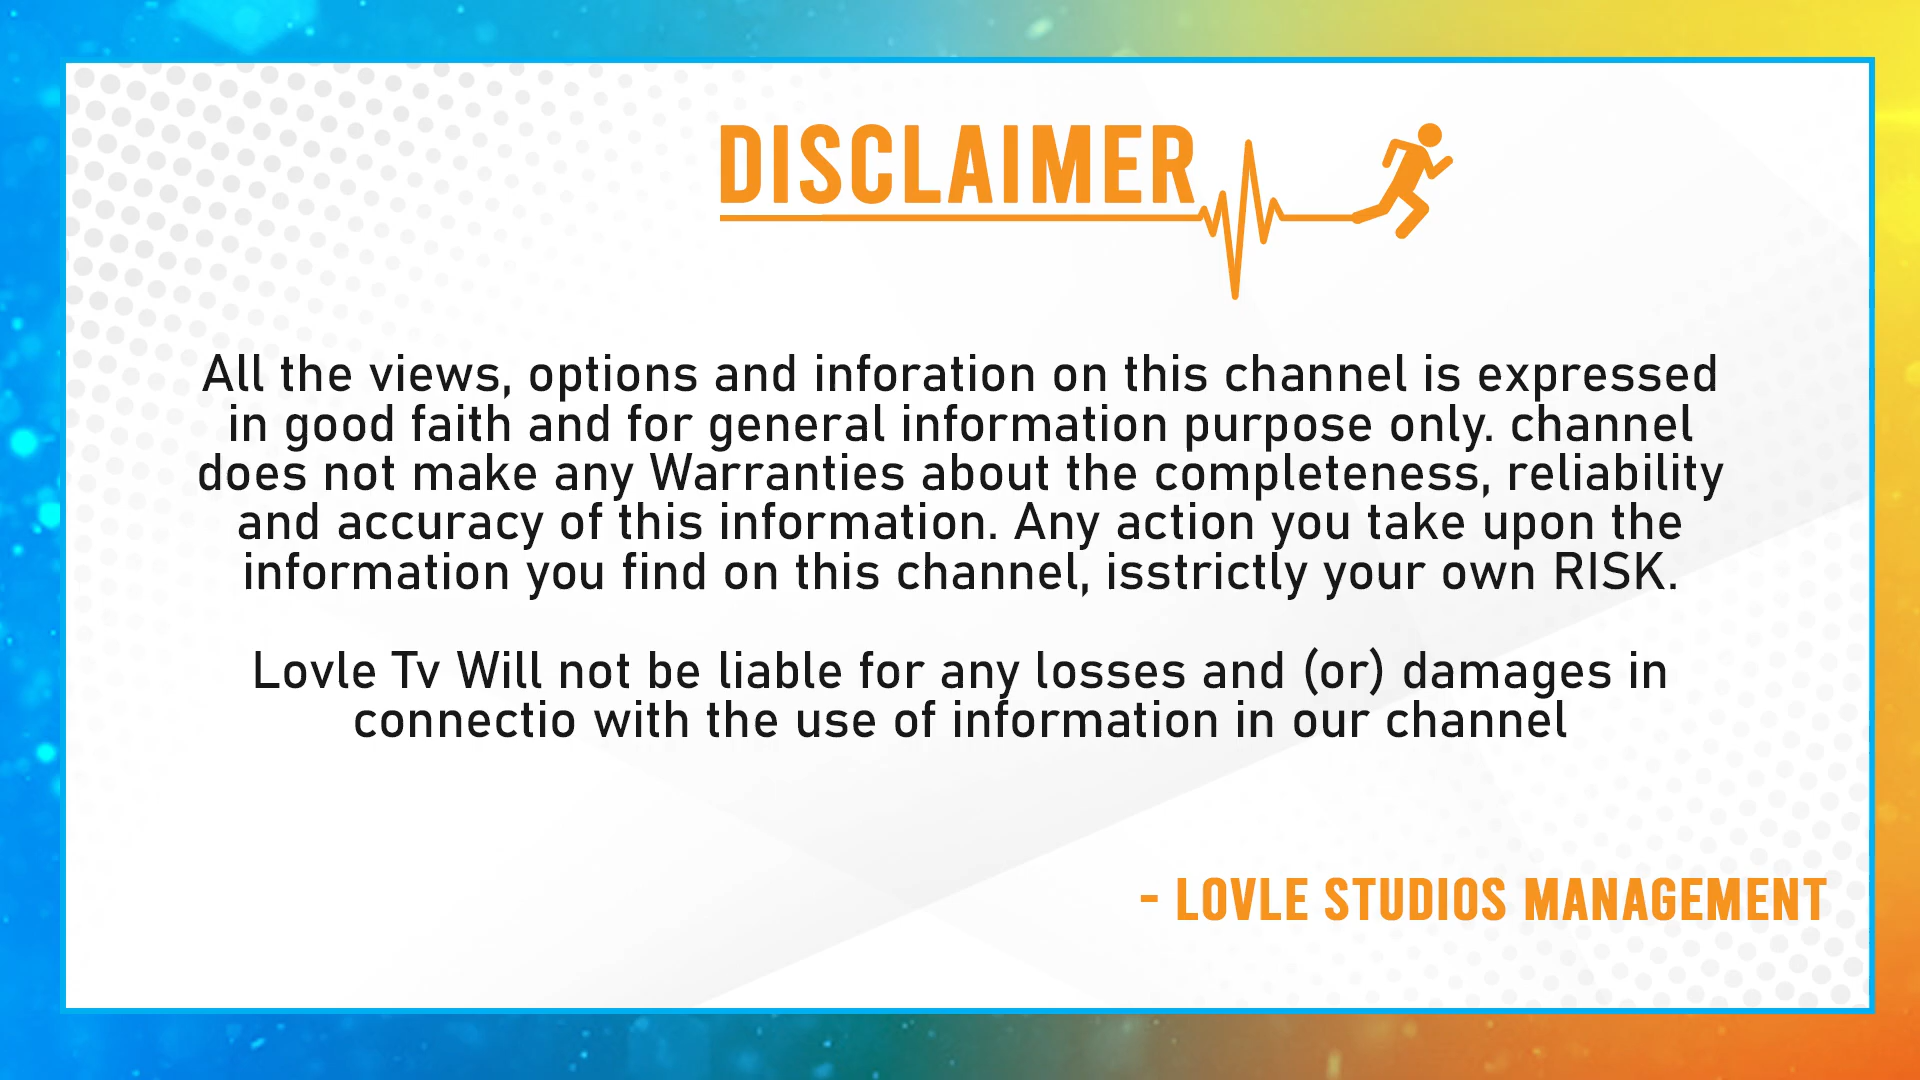 DISCLAIMER
All the views, options and inforation on this channel is expressed
in good faith and for general information purpose only. channel
does not make any Warranties about the completeness, reliability
and accuracy of this information. Any action you take upon the
information you find on this channel, isstrictly your own RISK.
Lovle Tv Will not be liable for any losses and (or) damages in
connectio with the use of information in our channel
- LOVLE STUDIOS MANAGEMENT